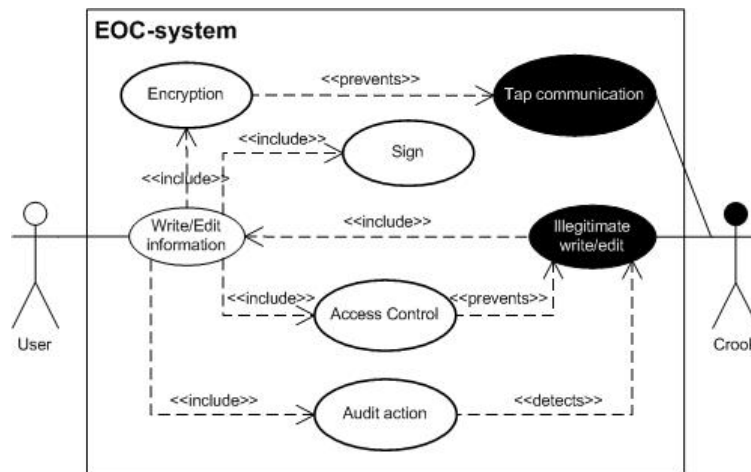 EOC-system
<<prevents>>
Encryption
Tap communication
<<include>>
Sign
<<include>>
Write/Edit
information
<<include>>
Illegitimate
write/edit
<<include>>
Access Control
<<prevents>>
User
Crook
<<include>>
Audit action
<<detects>>